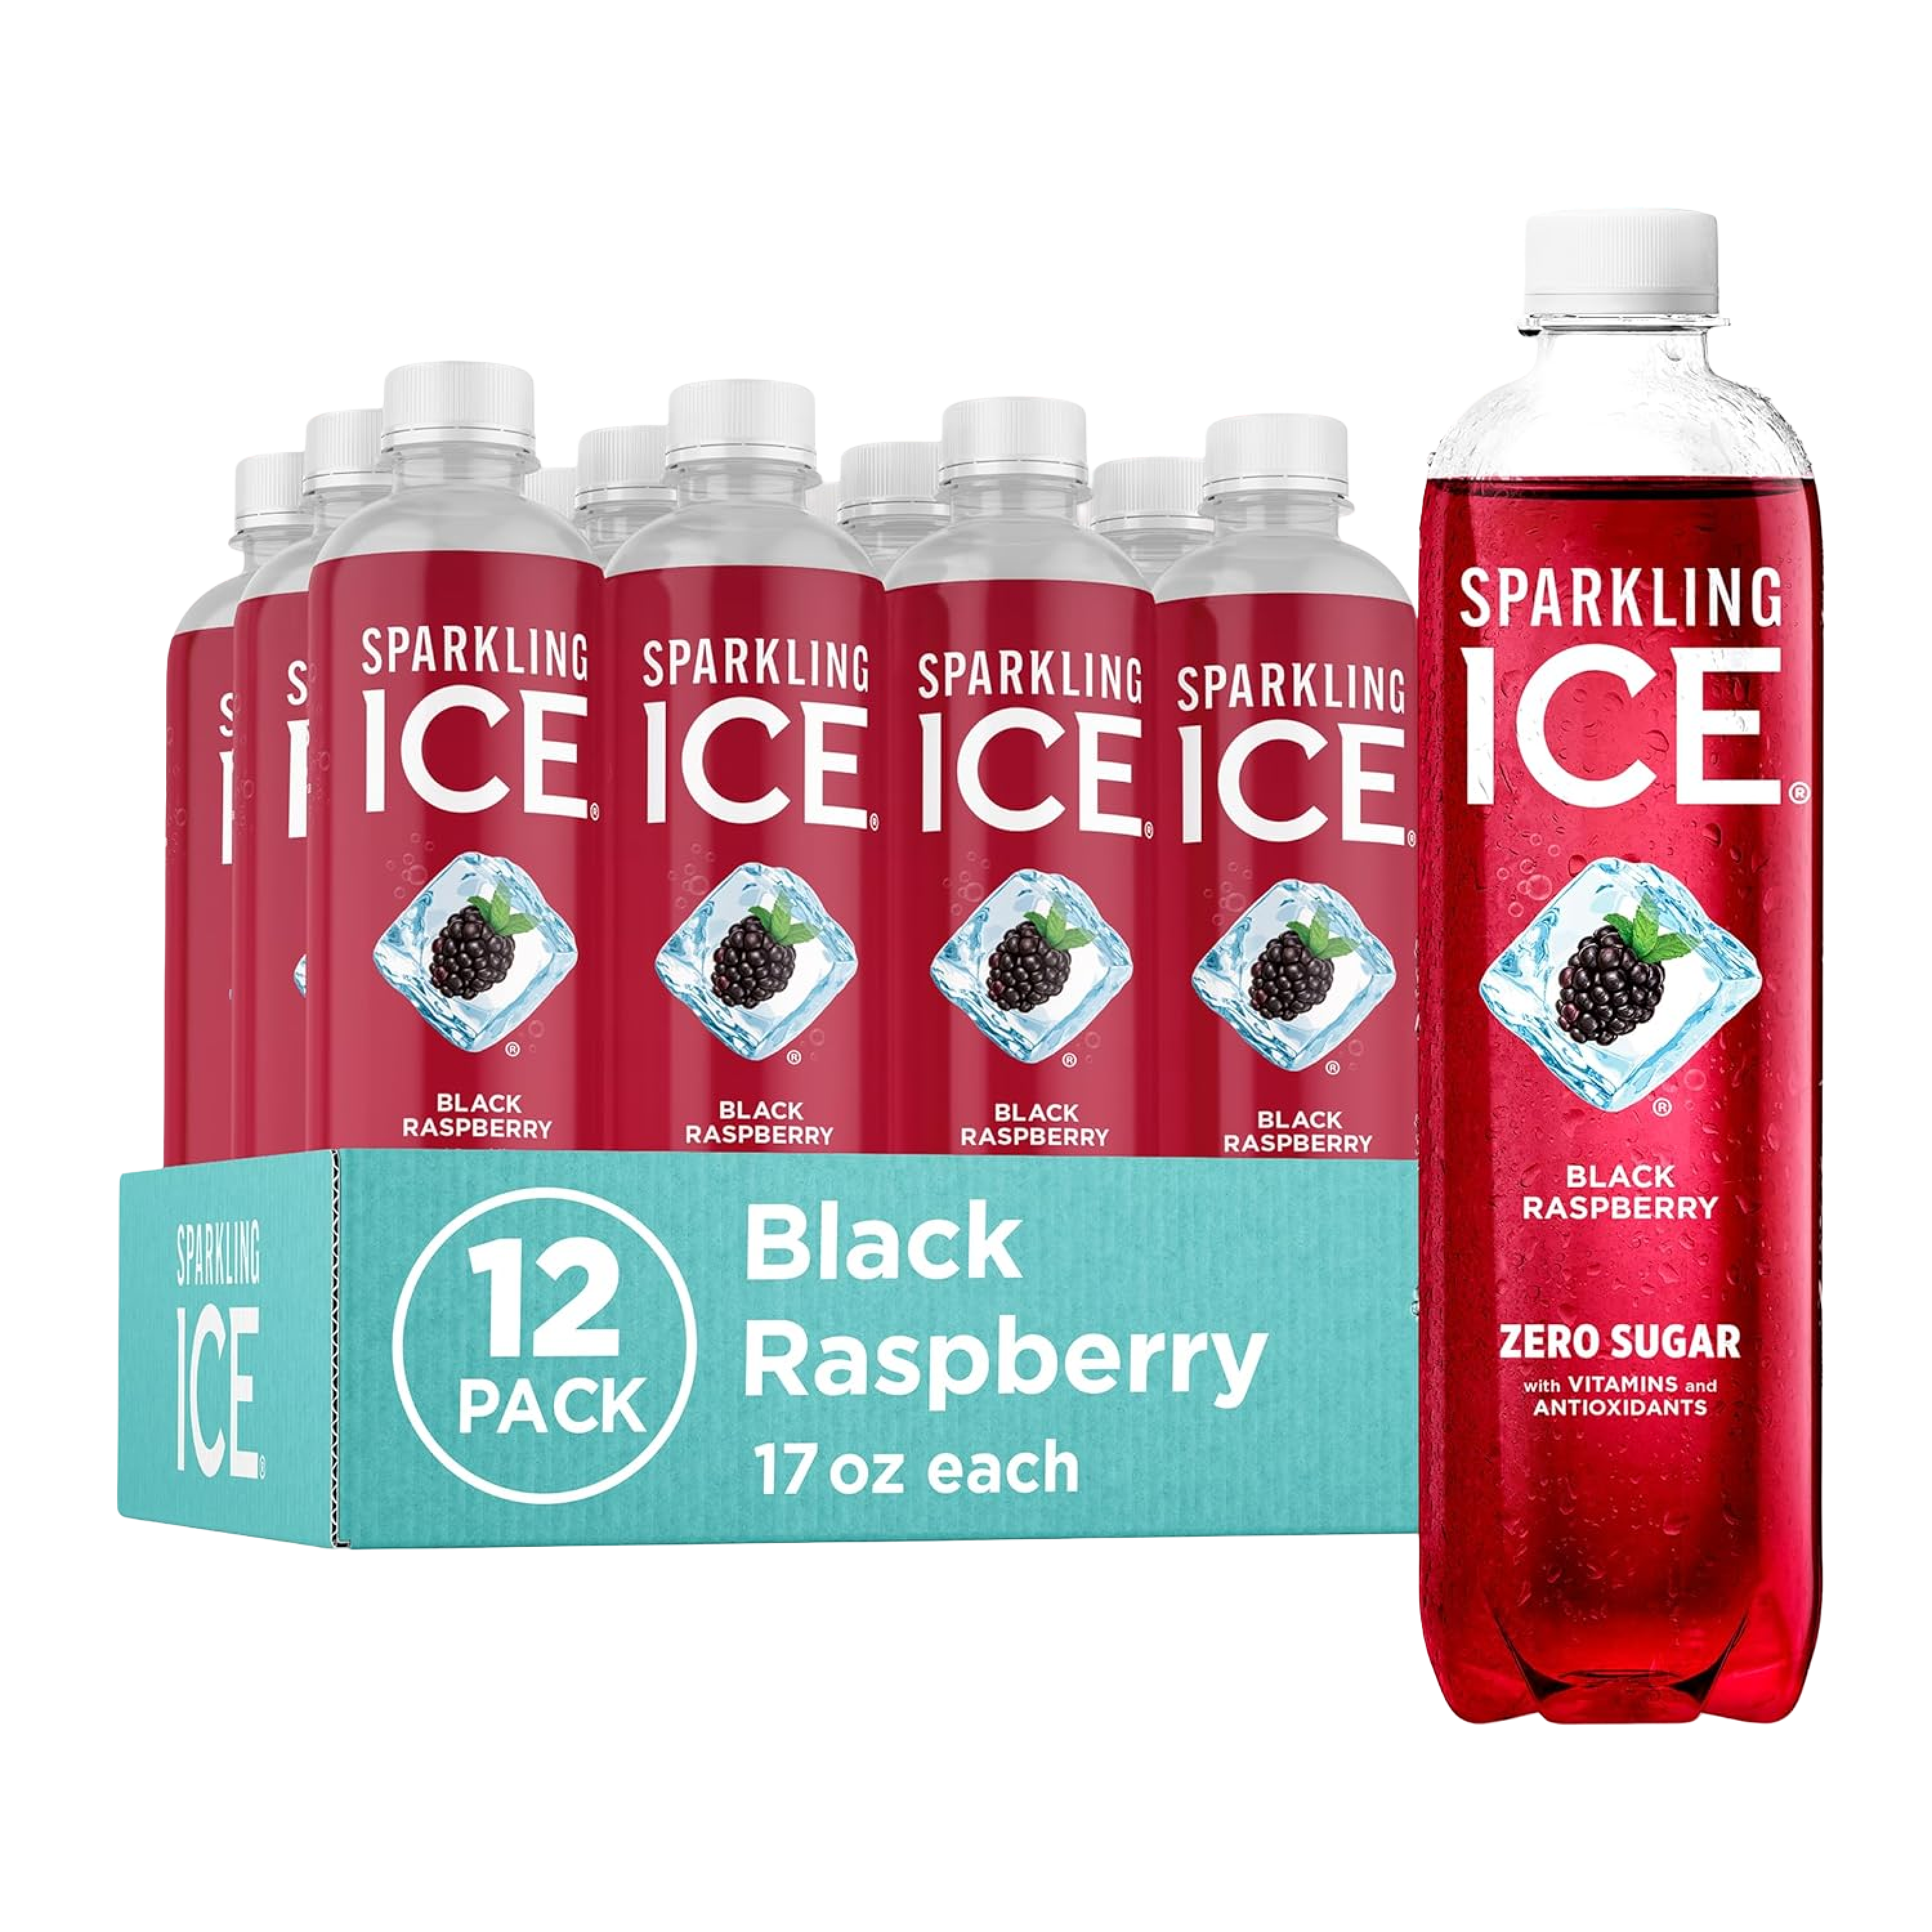 SPARKLING
ICE®
®
BLACK
RASPBERRY
SPARKLING
ICE®
®
BLACK
RASPBERRY
SPARKLING
ICE®
®
BLACK
RASPBERRY
SPARKLING
ICE®
®
BLACK
RASPBERRY
SPARKLING
ICE®
12
PACK
Black
Raspberry
17 oz each
SPARKLING
ICE®
®
BLACK
RASPBERRY
ZERO SUGAR
with VITAMINS and
ANTIOXIDANTS